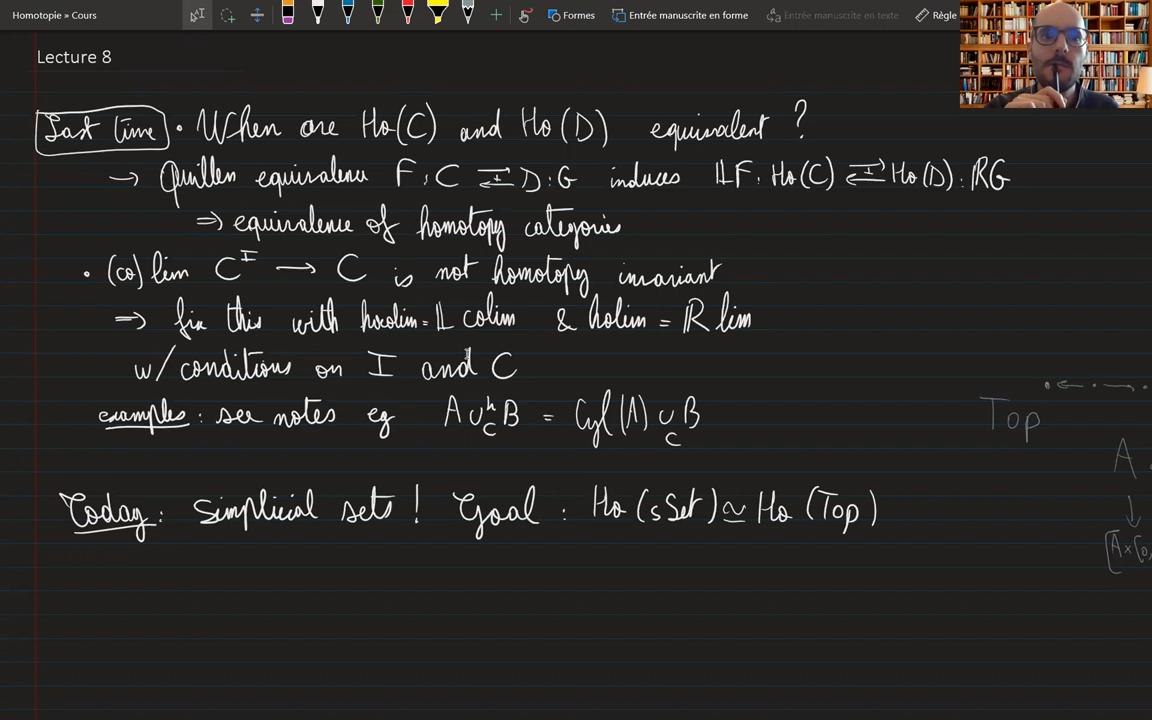 Homotopie » Cours
Formes
Entrée manuscrite en forme
Entrée manuscrite en texte
Règle
Lecture 8
Last time • When are Ho(C) and Ho(D) equivalent ?
→ Quillen equivalence F : C ⇄ D : G induces 𝕃F : Ho(C) ⇄ Ho(D) : ℝG
⇒ equivalence of homotopy categories
• (co)lim C^I → C is not homotopy invariant
⇒ fix this with hocolim = 𝕃 colim & holim = ℝ lim
w/ conditions on I and C
examples : see notes eg A ∪^h_C B = Cyl(A) ∪_C B
Top
A
Today : Simplicial sets ! Goal : Ho(sSet) ≃ Ho(Top)